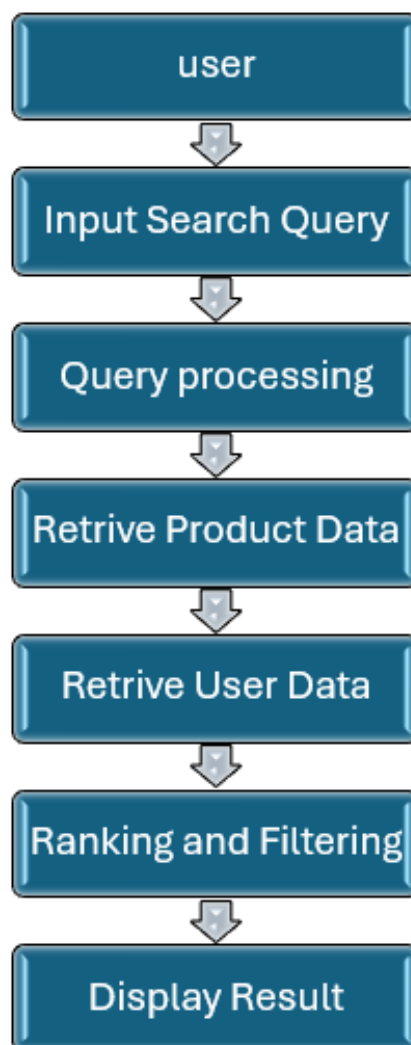 user
Input Search Query
Query processing
Retrive Product Data
Retrive User Data
Ranking and Filtering
Display Result